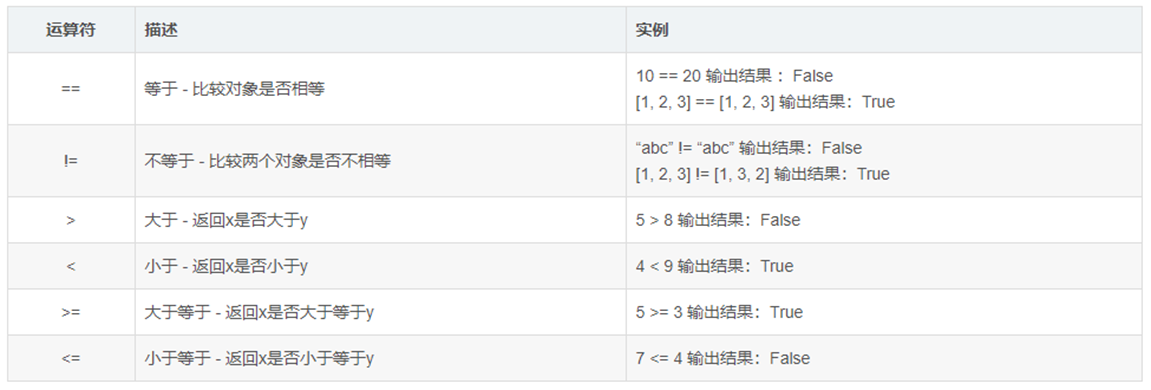 运算符 描述 实例
== 等于 - 比较对象是否相等 10 == 20 输出结果 ：False
[1, 2, 3] == [1, 2, 3] 输出结果：True
!= 不等于 - 比较两个对象是否不相等 “abc” != “abc” 输出结果：False
[1, 2, 3] != [1, 3, 2] 输出结果：True
> 大于 - 返回x是否大于y 5 > 8 输出结果：False
< 小于 - 返回x是否小于y 4 < 9 输出结果：True
>= 大于等于 - 返回x是否大于等于y 5 >= 3 输出结果：True
<= 小于等于 - 返回x是否小于等于y 7 <= 4 输出结果：False